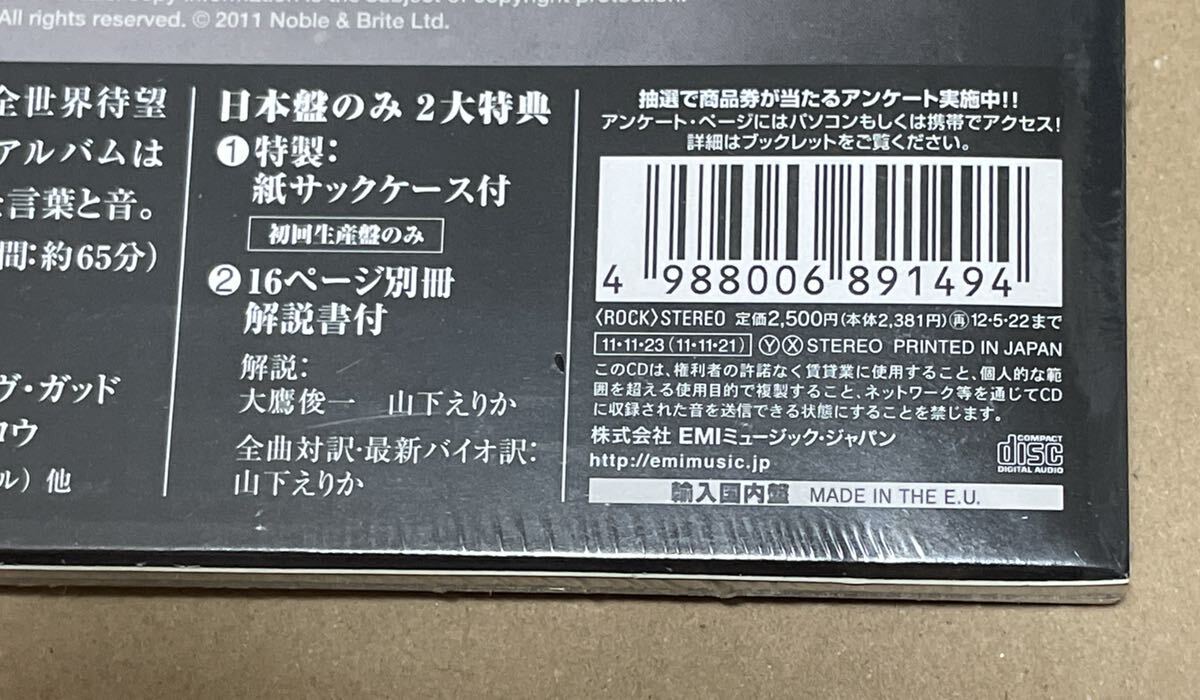 copy information is subject of copyright protection.
All rights reserved. © 2011 Noble & Brite Ltd.
全世界待望
アルバムは
言葉と音。
間:約65分)
ヴ・ガッド
ロウ
ル) 他
日本盤のみ 2大特典
①特製:
紙サックケース付
初回生産盤のみ
②16ページ別冊
解説書付
解説:
大鷹俊一 山下えりか
全曲対訳・最新バイオ訳:
山下えりか
抽選で商品券が当たるアンケート実施中!!
アンケート・ページにはパソコンもしくは携帯でアクセス!
詳細はブックレットをご覧ください。
4 988006 891494
〈ROCK〉STEREO 定価2,500円(本体2,381円)㊢12・5・22まで
11・11・23 (11・11・21) ⓎⓍ STEREO PRINTED IN JAPAN
このCDは、権利者の許諾なく賃貸業に使用すること、個人的な範
囲を超える使用目的で複製すること、ネットワーク等を通じてCD
に収録された音を送信できる状態にすることを禁じます。
株式会社 EMIミュージック・ジャパン
http://emimusic.jp
COMPACT
disc
DIGITAL AUDIO
輸入国内盤 MADE IN THE E.U.